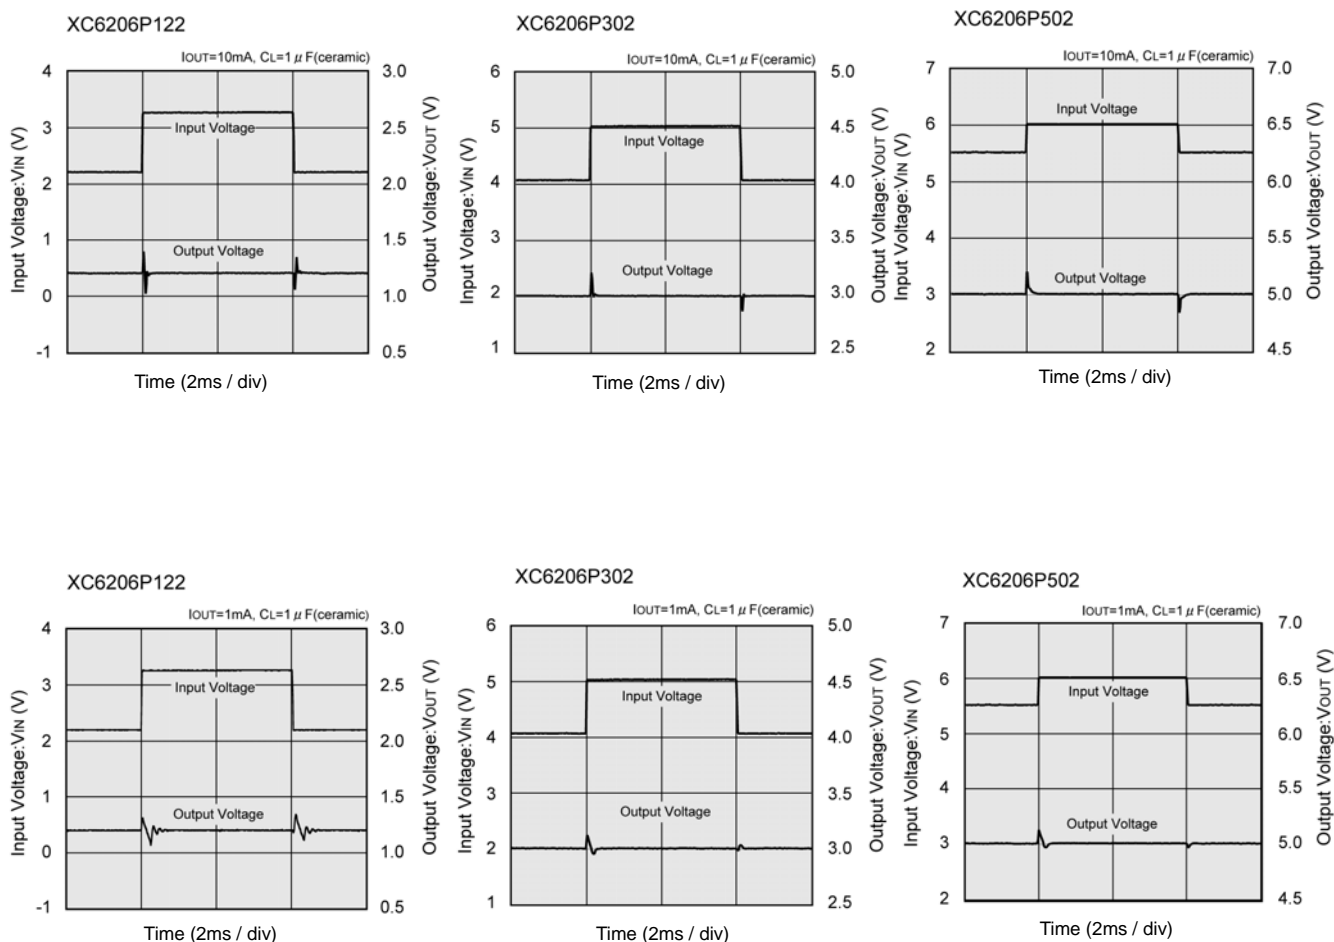 XC6206P122
IOUT=10mA, CL=1 μ F(ceramic)
Input Voltage:VIN (V)
4
3
2
1
0
-1
Input Voltage
Output Voltage
3.0
2.5
2.0
1.5
1.0
0.5
Output Voltage:VOUT (V)
Time (2ms / div)
XC6206P302
IOUT=10mA, CL=1 μ F(ceramic)
Input Voltage:VIN (V)
6
5
4
3
2
1
Input Voltage
Output Voltage
5.0
4.5
4.0
3.5
3.0
2.5
Output Voltage:VOUT (V)
Time (2ms / div)
XC6206P502
IOUT=10mA, CL=1 μ F(ceramic)
Input Voltage:VIN (V)
7
6
5
4
3
2
Input Voltage
Output Voltage
7.0
6.5
6.0
5.5
5.0
4.5
Output Voltage:VOUT (V)
Time (2ms / div)
XC6206P122
IOUT=1mA, CL=1 μ F(ceramic)
Input Voltage:VIN (V)
4
3
2
1
0
-1
Input Voltage
Output Voltage
3.0
2.5
2.0
1.5
1.0
0.5
Output Voltage:VOUT (V)
Time (2ms / div)
XC6206P302
IOUT=1mA, CL=1 μ F(ceramic)
Input Voltage:VIN (V)
6
5
4
3
2
1
Input Voltage
Output Voltage
5.0
4.5
4.0
3.5
3.0
2.5
Output Voltage:VOUT (V)
Time (2ms / div)
XC6206P502
IOUT=1mA, CL=1 μ F(ceramic)
Input Voltage:VIN (V)
7
6
5
4
3
2
Input Voltage
Output Voltage
7.0
6.5
6.0
5.5
5.0
4.5
Output Voltage:VOUT (V)
Time (2ms / div)